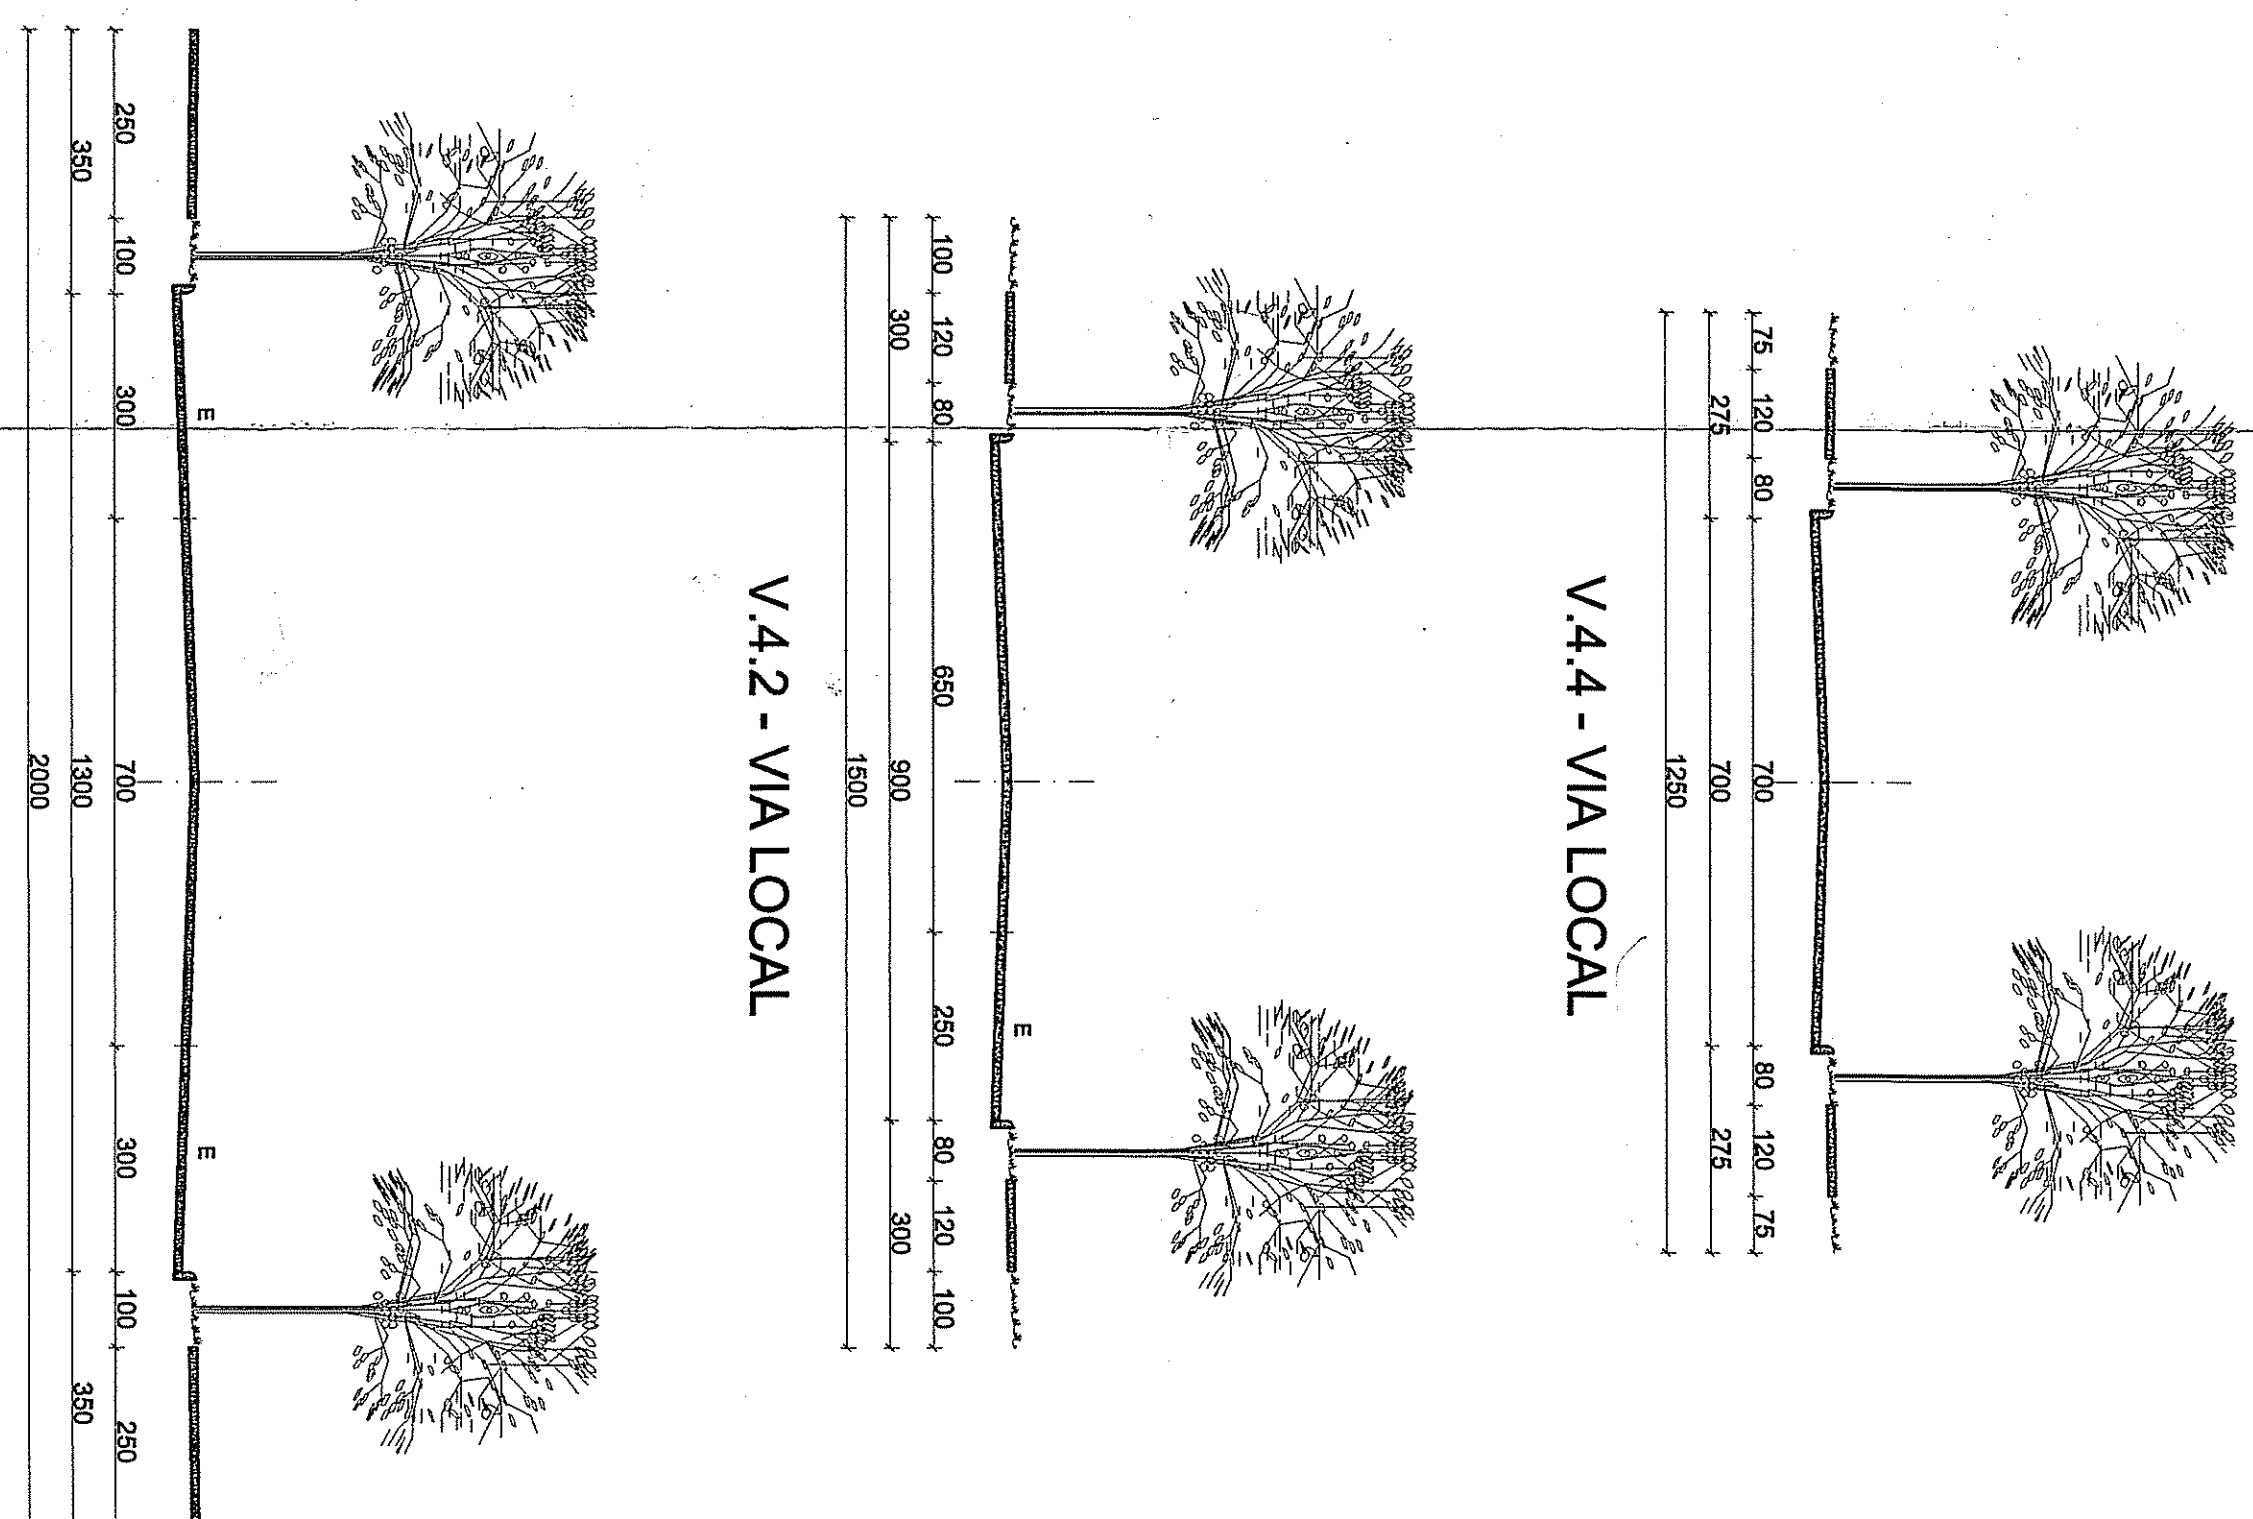 75 120 80 700 80 120 75
275 700 275
1250
V.4.4 - VIA LOCAL
E
100 120 80 650 250 80 120 100
300 900 300
1500
V.4.2 - VIA LOCAL
E E
250 100 300 700 300 100 250
350 1300 350
2000